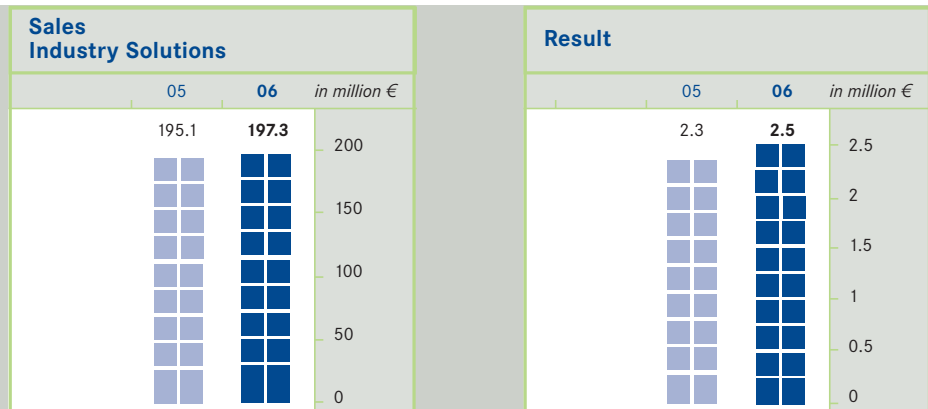 Sales
Industry Solutions
05 06 in million €
195.1 197.3
200
150
100
50
0
Result
05 06 in million €
2.3 2.5
2.5
2
1.5
1
0.5
0